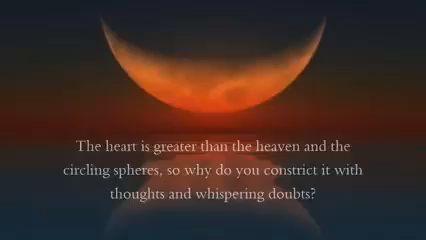 The heart is greater than the heaven and the
circling spheres, so why do you constrict it with
thoughts and whispering doubts?